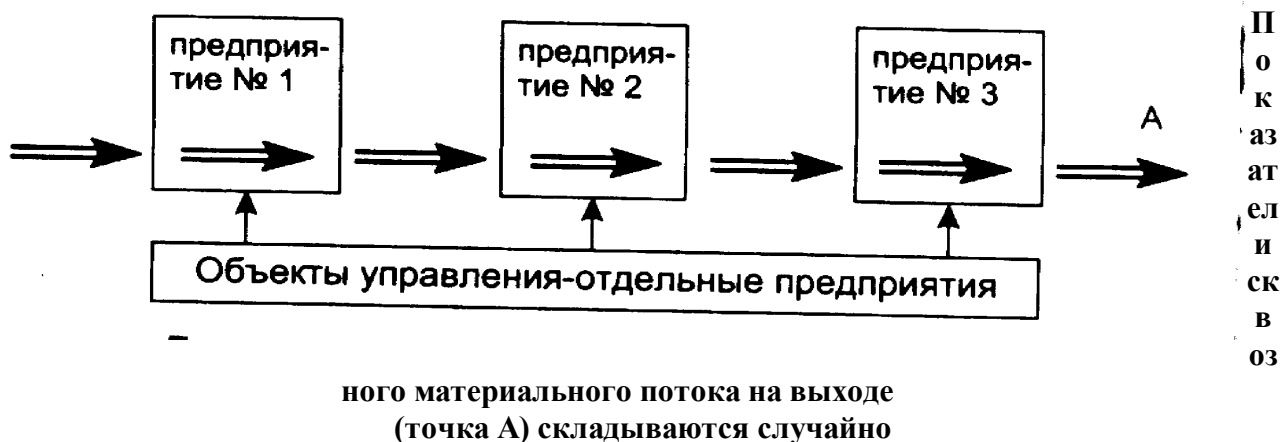 предприя-
тие № 1
предприя-
тие № 2
предприя-
тие № 3
А
Объекты управления-отдельные предприятия
П
о
к
аз
ат
ел
и
ск
в
оз
ного материального потока на выходе
(точка А) складываются случайно